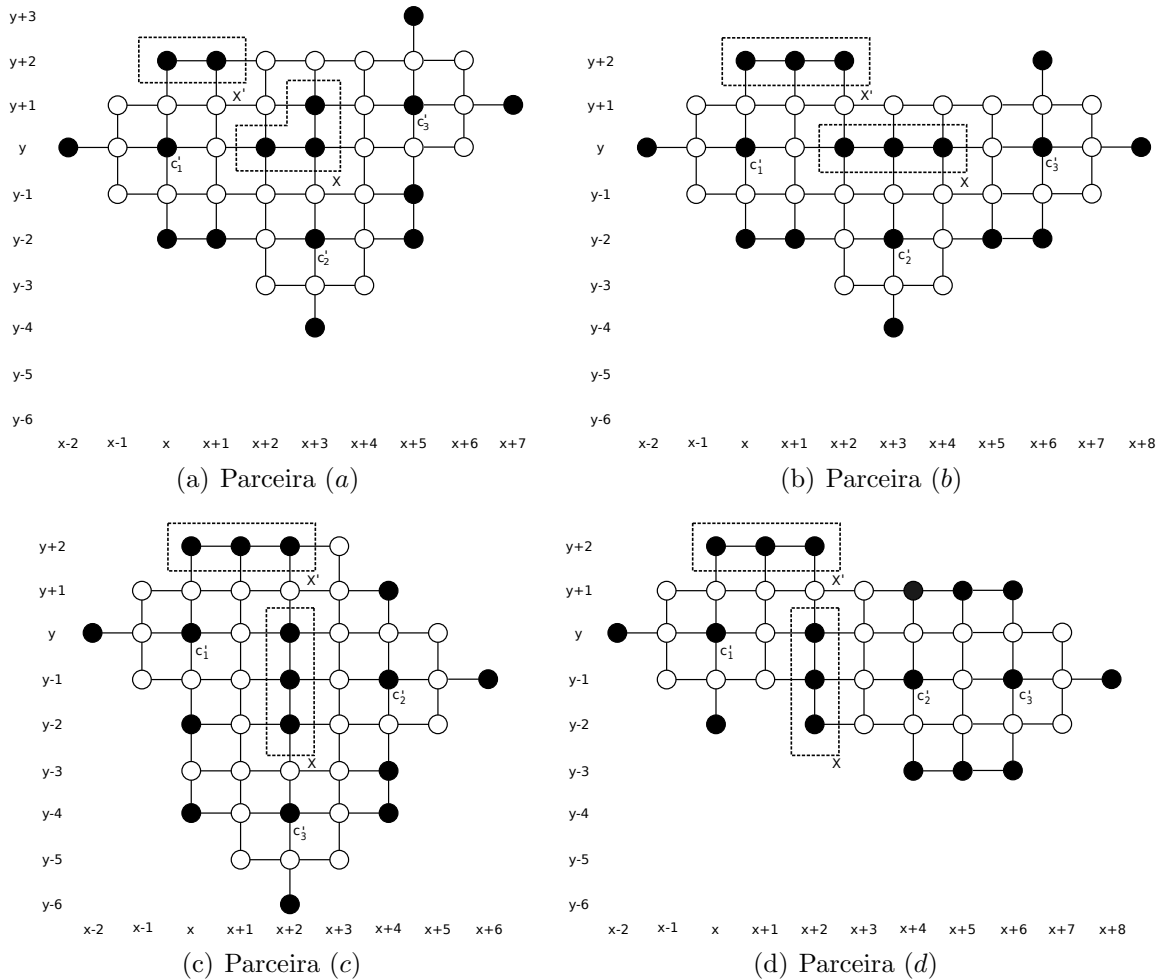 y+3
y+2
y+1
y
y-1
y-2
y-3
y-4
y-5
y-6
x-2 x-1 x x+1 x+2 x+3 x+4 x+5 x+6 x+7
X'
X
c'1
c'2
c'3
(a) Parceira (a)
y+2
y+1
y
y-1
y-2
y-3
y-4
y-5
y-6
x-2 x-1 x x+1 x+2 x+3 x+4 x+5 x+6 x+7 x+8
X'
X
c'1
c'2
c'3
(b) Parceira (b)
y+2
y+1
y
y-1
y-2
y-3
y-4
y-5
y-6
x-2 x-1 x x+1 x+2 x+3 x+4 x+5 x+6
X'
X
c'1
c'2
c'3
(c) Parceira (c)
y+2
y+1
y
y-1
y-2
y-3
y-4
y-5
y-6
x-2 x-1 x x+1 x+2 x+3 x+4 x+5 x+6 x+7 x+8
X'
X
c'1
c'2
c'3
(d) Parceira (d)